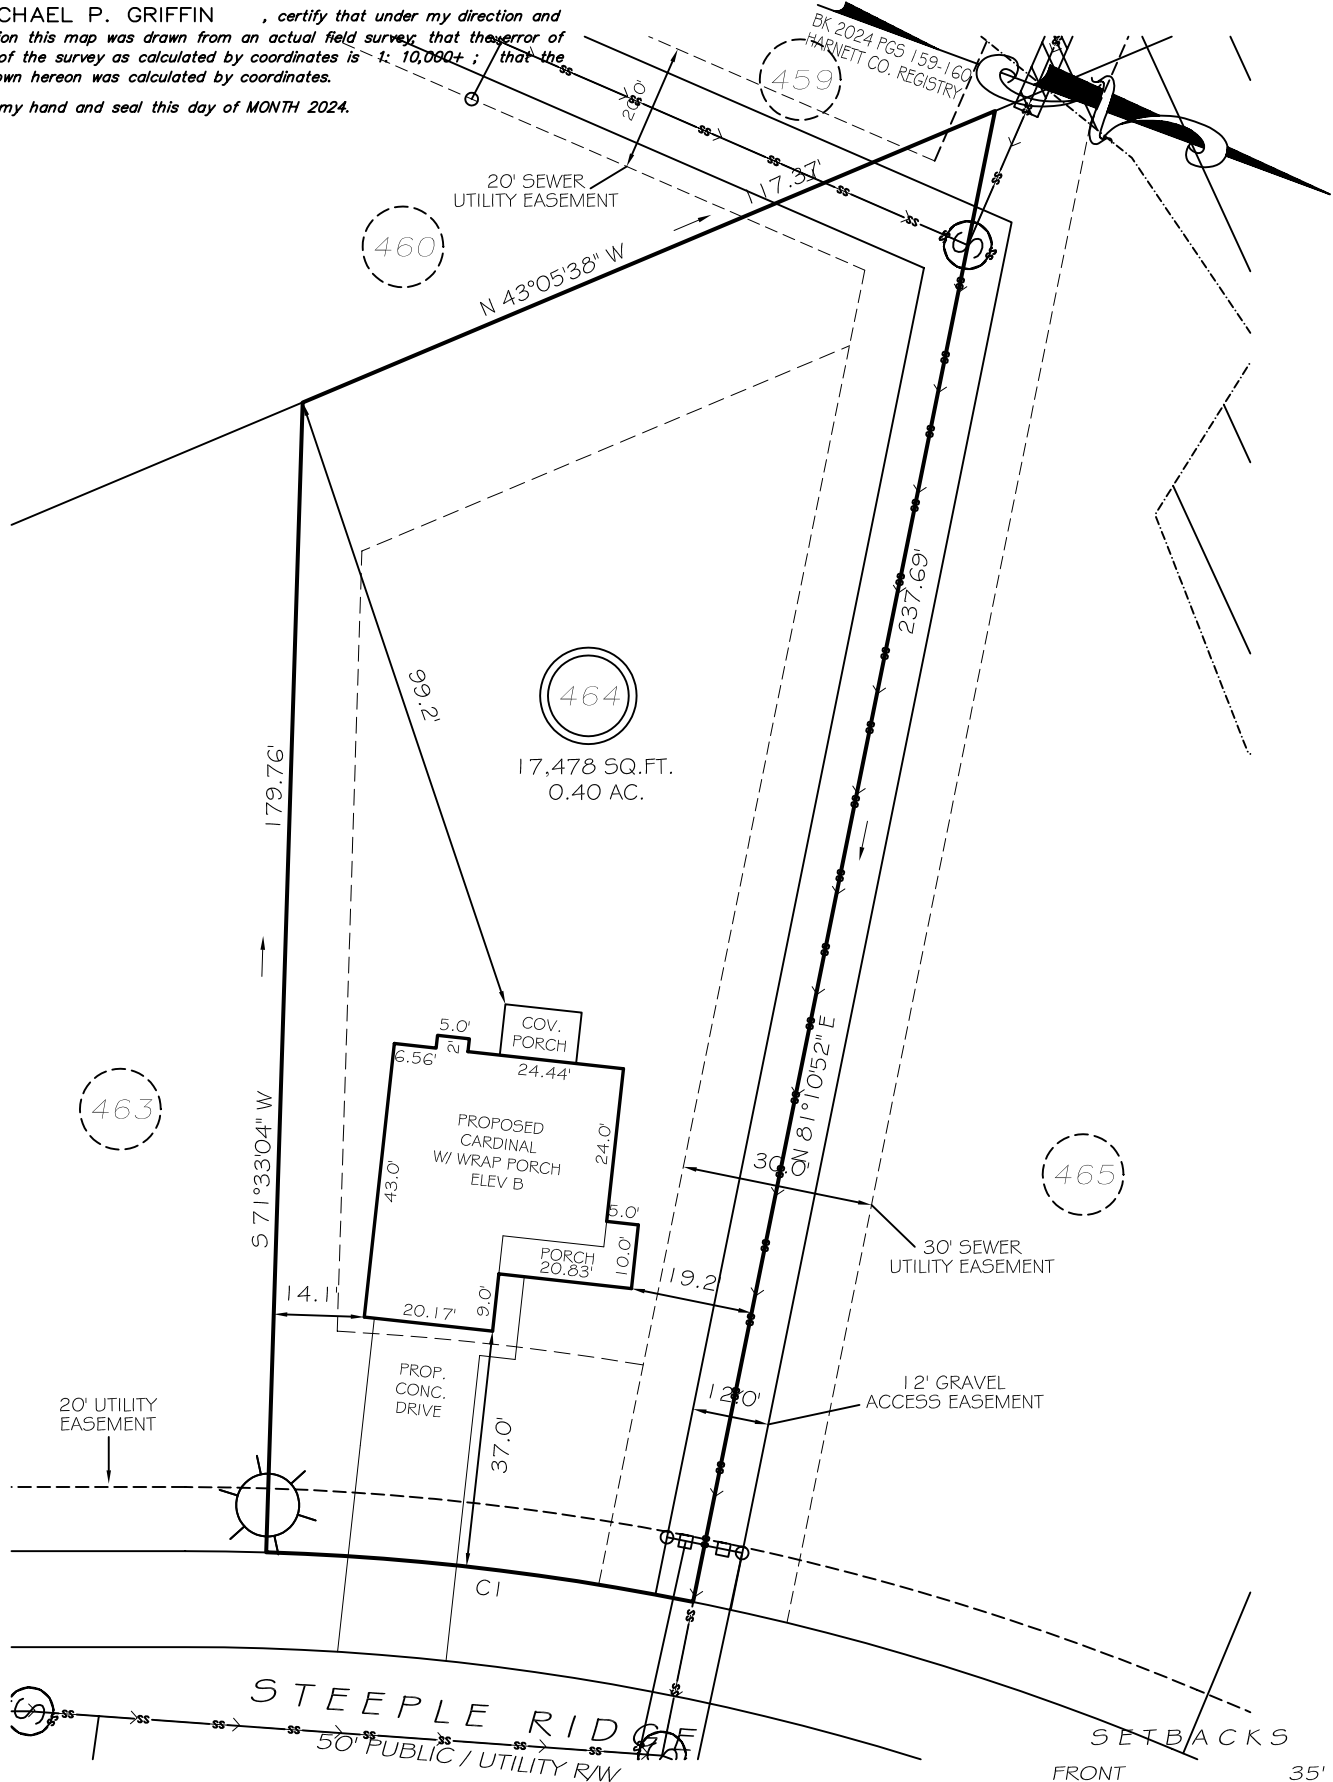 CHAEL P. GRIFFIN , certify that under my direction and
ion this map was drawn from an actual field survey; that the error of
of the survey as calculated by coordinates is 1: 10,000+ ; that the
own hereon was calculated by coordinates.
my hand and seal this day of MONTH 2024.
BK 2024 PGS 159-160
HARNETT CO. REGISTRY
459
20.0'
20' SEWER
UTILITY EASEMENT
117.37'
460
N 43°05'38" W
237.69'
99.2'
464
17,478 SQ.FT.
0.40 AC.
179.76'
S 71°33'04" W
N 81°10'52" E
463
465
COV.
PORCH
5.0'
2'
6.56'
24.44'
PROPOSED
CARDINAL
W/ WRAP PORCH
ELEV B
43.0'
24.0'
5.0'
10.0'
PORCH
20.83'
9.0'
20.17'
14.1'
19.2'
30.0'
30' SEWER
UTILITY EASEMENT
PROP.
CONC.
DRIVE
37.0'
12.0'
12' GRAVEL
ACCESS EASEMENT
20' UTILITY
EASEMENT
C1
STEEPLE RIDGE
50' PUBLIC / UTILITY R/W
SETBACKS
FRONT 35'
S
S
S
ss